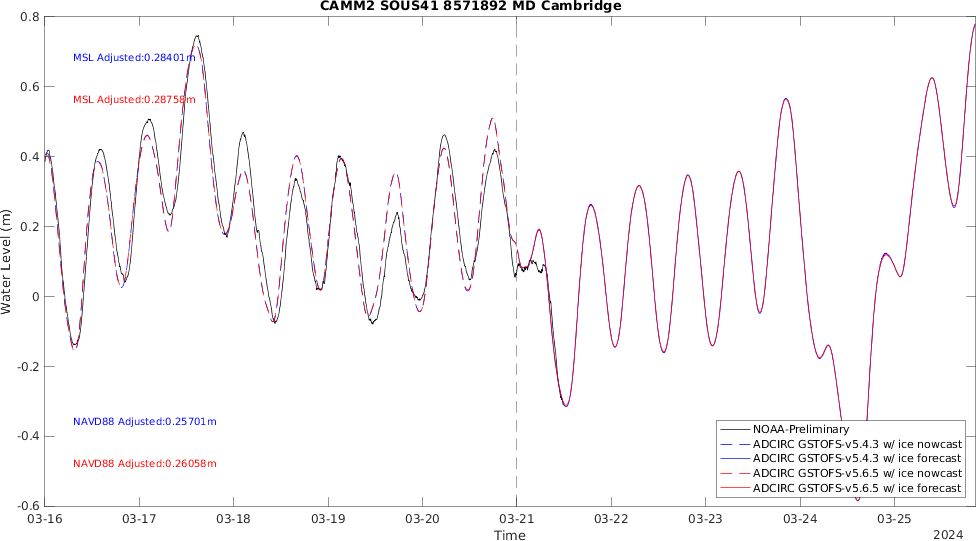 CAMM2 SOUS41 8571892 MD Cambridge
0.8
MSL Adjusted:0.28401m
0.6
MSL Adjusted:0.28758m
0.4
0.2
Water Level (m)
0
-0.2
NAVD88 Adjusted:0.25701m
-0.4
NAVD88 Adjusted:0.26058m
-0.6
NOAA-Preliminary
ADCIRC GSTOFS-v5.4.3 w/ ice nowcast
ADCIRC GSTOFS-v5.4.3 w/ ice forecast
ADCIRC GSTOFS-v5.6.5 w/ ice nowcast
ADCIRC GSTOFS-v5.6.5 w/ ice forecast
03-16 03-17 03-18 03-19 03-20 03-21 03-22 03-23 03-24 03-25
Time
2024